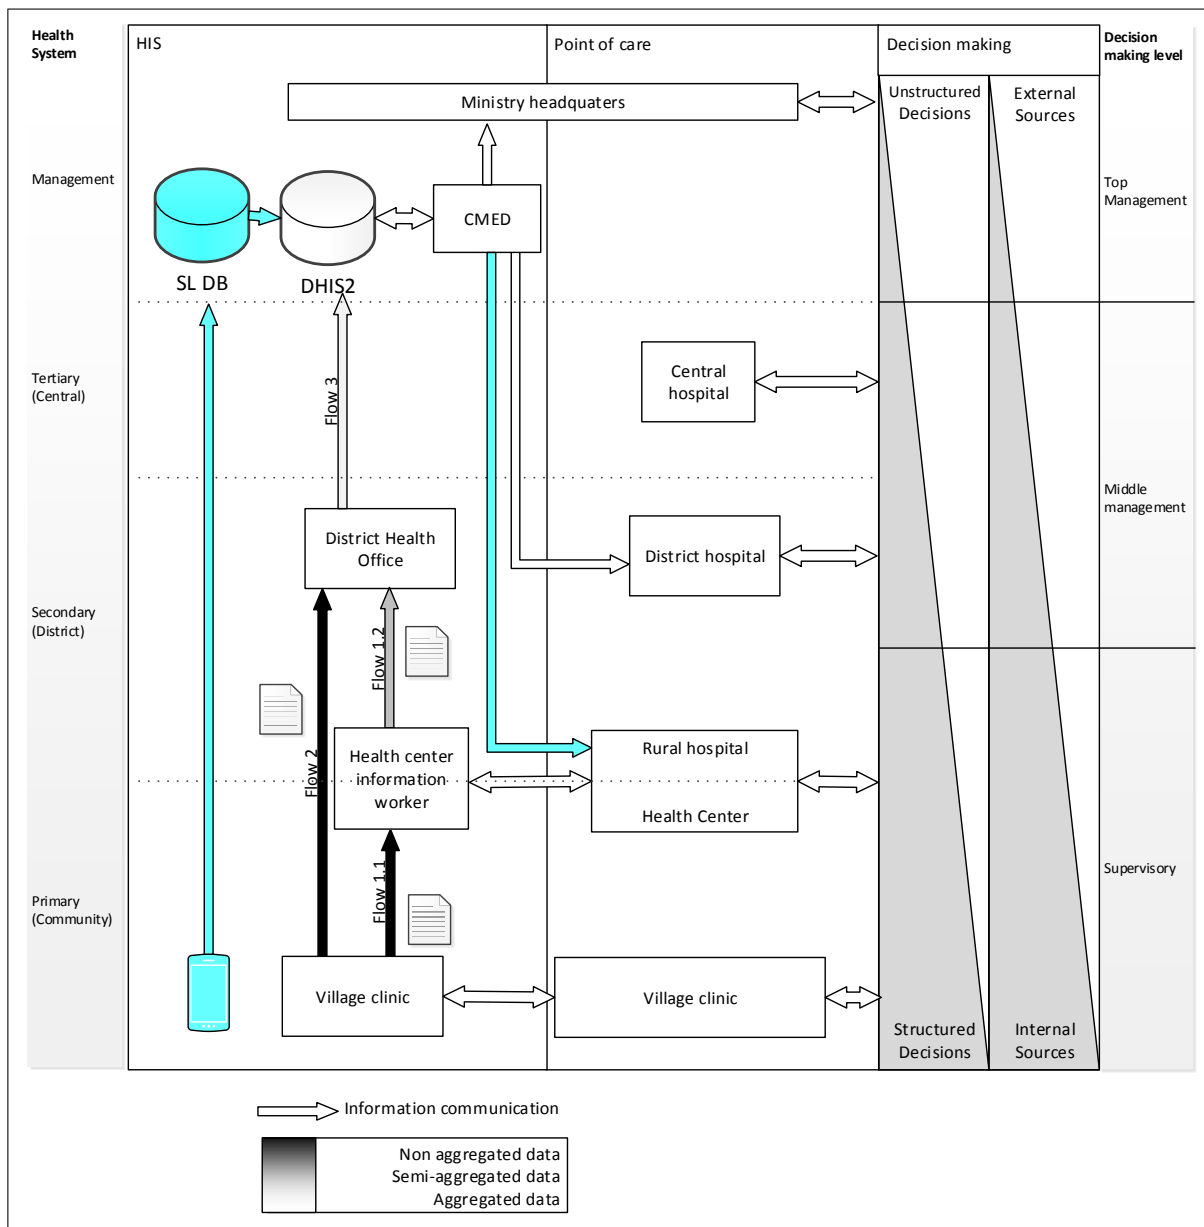 Health
System
HIS
Point of care
Decision making
Decision
making level
Ministry headquaters
Unstructured
Decisions
External
Sources
Management
CMED
Top
Management
SL DB
DHIS2
Tertiary
(Central)
Flow 3
Central
hospital
Middle
management
District Health
Office
District hospital
Secondary
(District)
Flow 1.2
Flow 2
Health center
information
worker
Rural hospital
Health Center
Flow 1.1
Supervisory
Primary
(Community)
Village clinic
Village clinic
Structured
Decisions
Internal
Sources
Information communication
Non aggregated data
Semi-aggregated data
Aggregated data